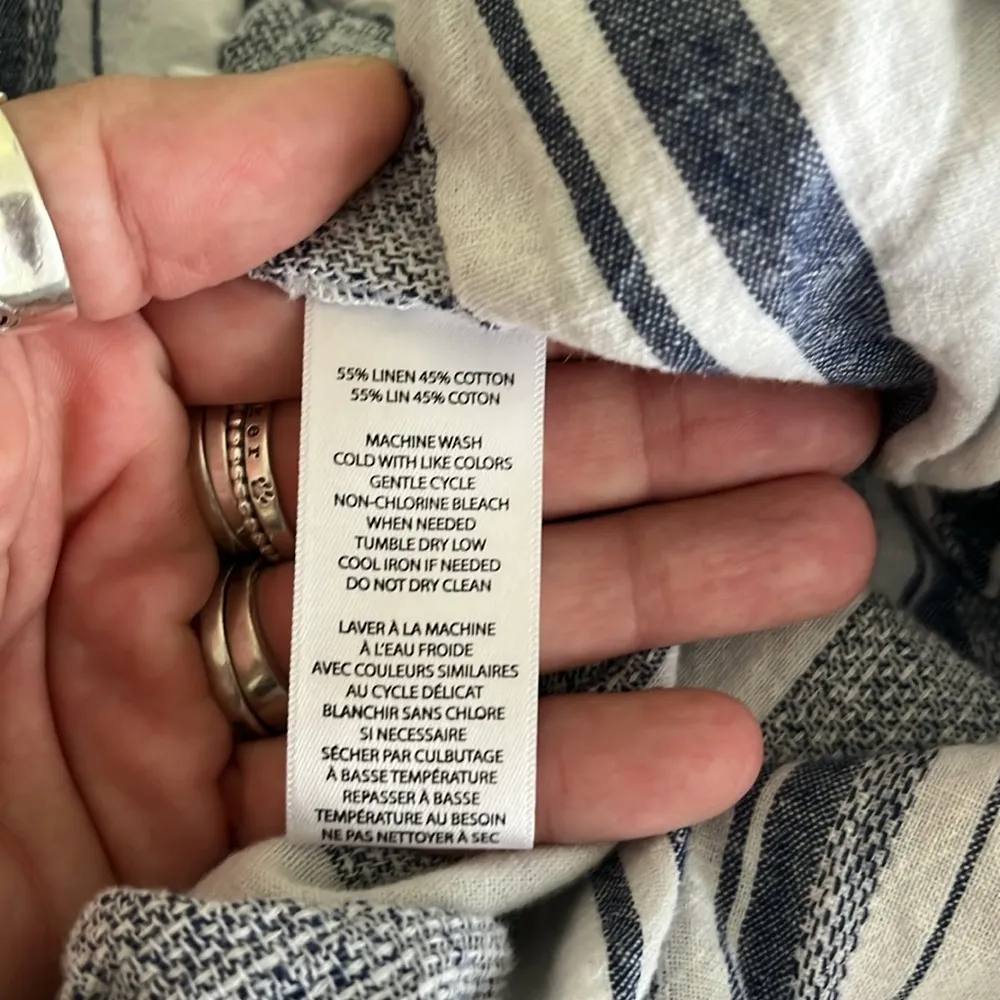 55% LINEN 45% COTTON
55% LIN 45% COTON
MACHINE WASH
COLD WITH LIKE COLORS
GENTLE CYCLE
NON-CHLORINE BLEACH
WHEN NEEDED
TUMBLE DRY LOW
COOL IRON IF NEEDED
DO NOT DRY CLEAN
LAVER À LA MACHINE
À L'EAU FROIDE
AVEC COULEURS SIMILAIRES
AU CYCLE DÉLICAT
BLANCHIR SANS CHLORE
SI NECESSAIRE
SÉCHER PAR CULBUTAGE
À BASSE TEMPÉRATURE
REPASSER À BASSE
TEMPÉRATURE AU BESOIN
NE PAS NETTOYER À SEC